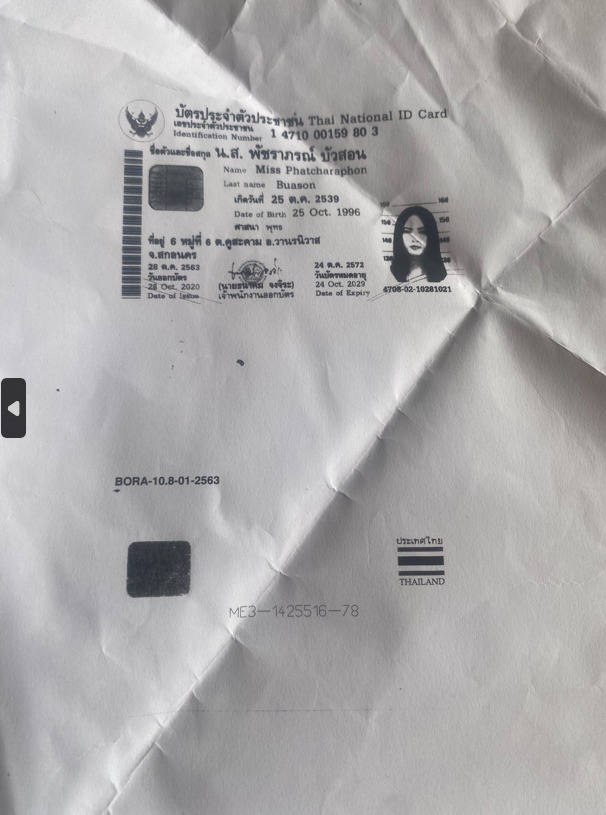 บัตรประจำตัวประชาชน Thai National ID Card
เลขประจำตัวประชาชน
Identification Number 1 4710 00159 80 3
ชื่อตัวและชื่อสกุล น.ส. พัชราภรณ์ บัวสอน
Name Miss Phatcharaphon
Last name Buason
เกิดวันที่ 25 ต.ค. 2539
Date of Birth 25 Oct. 1996
ศาสนา พุทธ
ที่อยู่ 6 หมู่ที่ 6 ต.คูสะคาม อ.วานรนิวาส
จ.สกลนคร
28 ต.ค. 2563
วันออกบัตร
28 Oct. 2020
Date of Issue
เจ้าพนักงานออกบัตร
24 ต.ค. 2572
วันบัตรหมดอายุ
24 Oct. 2029
Date of Expiry
160 160
150 150
140 140
4708-02-10281021
BORA-10.8-01-2563
ประเทศไทย
THAILAND
ME3-1425516-78